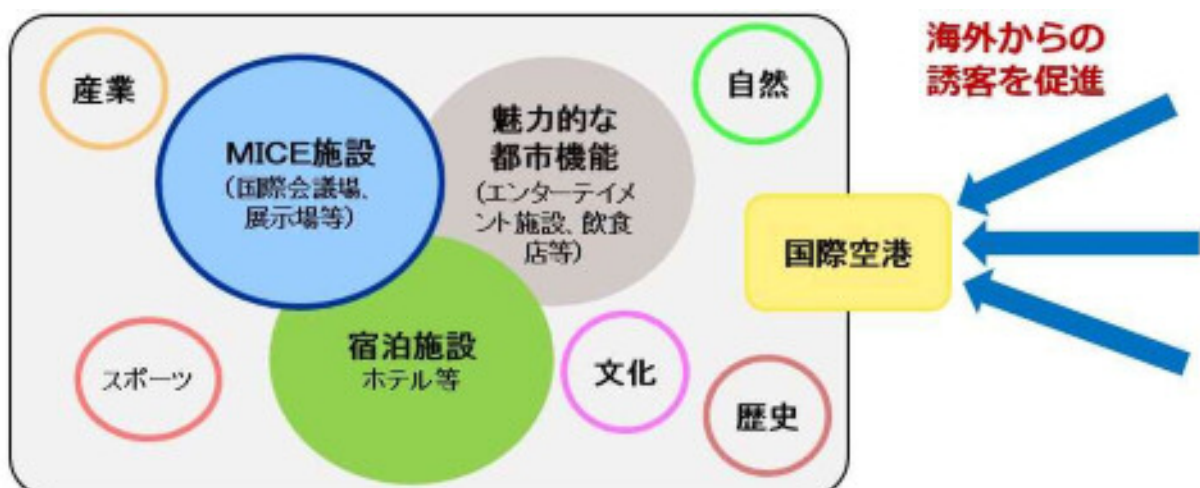 産業
MICE施設
(国際会議場、
展示場等)
魅力的な
都市機能
(エンターテイメ
ント施設、飲食
店等)
自然
海外からの
誘客を促進
国際空港
宿泊施設
ホテル等
スポーツ
文化
歴史